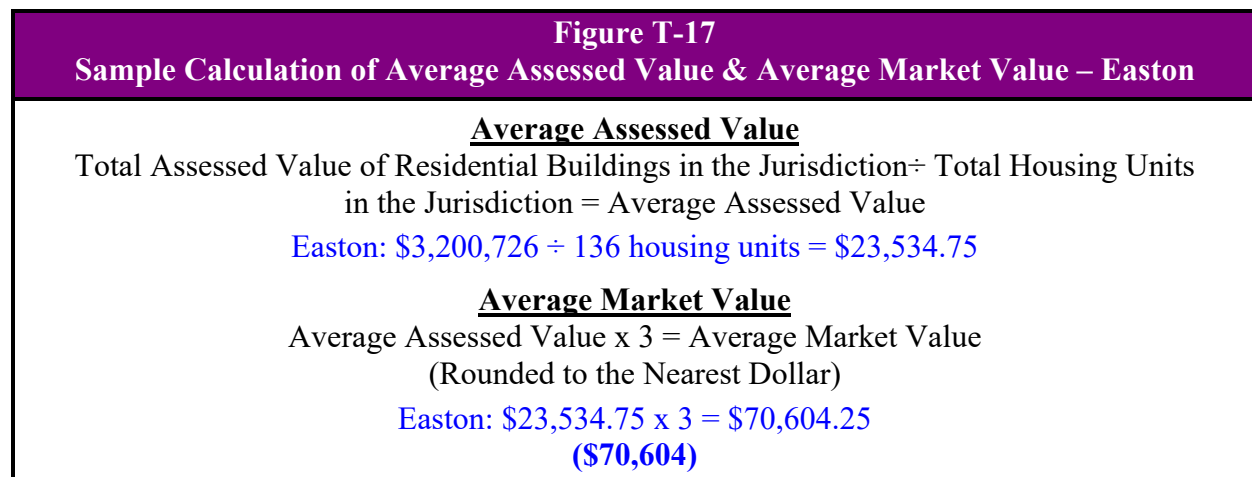 Figure T-17
Sample Calculation of Average Assessed Value & Average Market Value – Easton
Average Assessed Value
Total Assessed Value of Residential Buildings in the Jurisdiction÷ Total Housing Units
in the Jurisdiction = Average Assessed Value
Easton: $3,200,726 ÷ 136 housing units = $23,534.75
Average Market Value
Average Assessed Value x 3 = Average Market Value
(Rounded to the Nearest Dollar)
Easton: $23,534.75 x 3 = $70,604.25
($70,604)